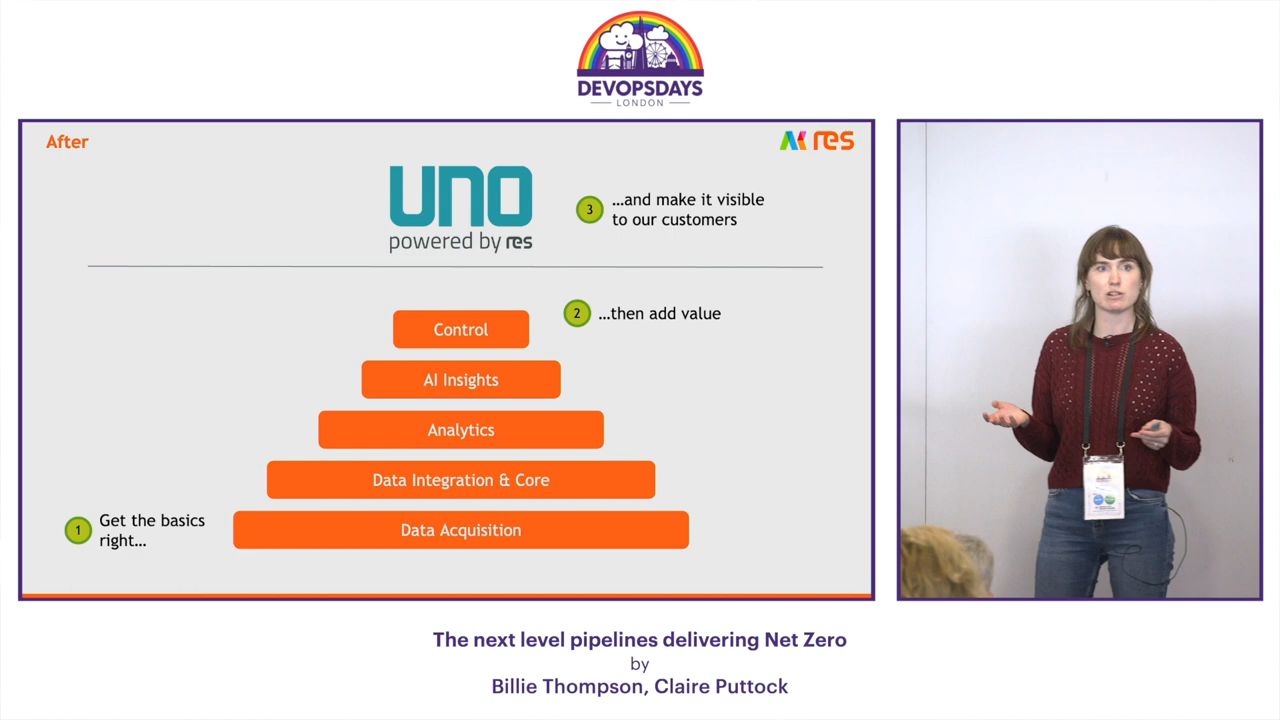 DEVOPSDAYS
LONDON
After
res
uno
powered by res
3
...and make it visible
to our customers
Control
2
...then add value
AI Insights
Analytics
Data Integration & Core
1
Get the basics
right...
Data Acquisition
The next level pipelines delivering Net Zero
by
Billie Thompson, Claire Puttock